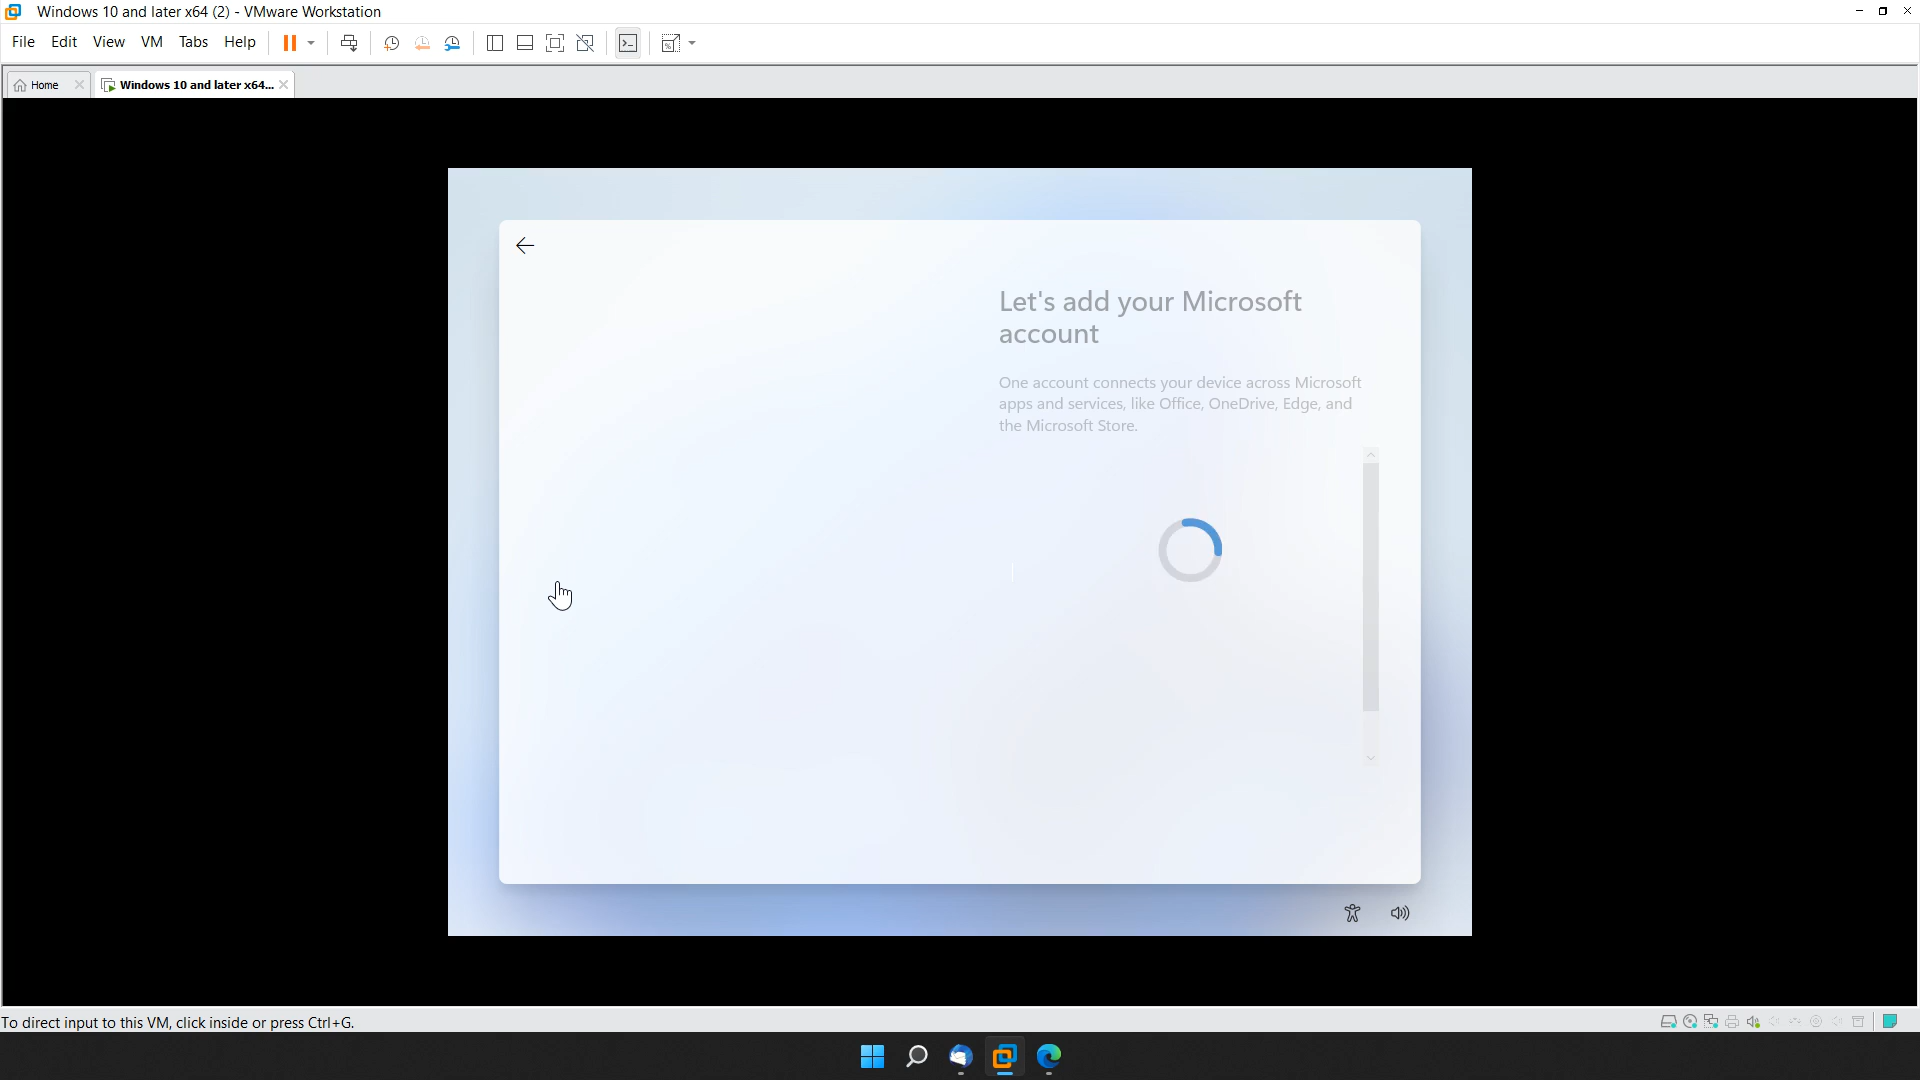 Windows 10 and later x64 (2) - VMware Workstation
File Edit View VM Tabs Help
Home
Windows 10 and later x64...
Let's add your Microsoft
account
One account connects your device across Microsoft
apps and services, like Office, OneDrive, Edge, and
the Microsoft Store.
To direct input to this VM, click inside or press Ctrl+G.